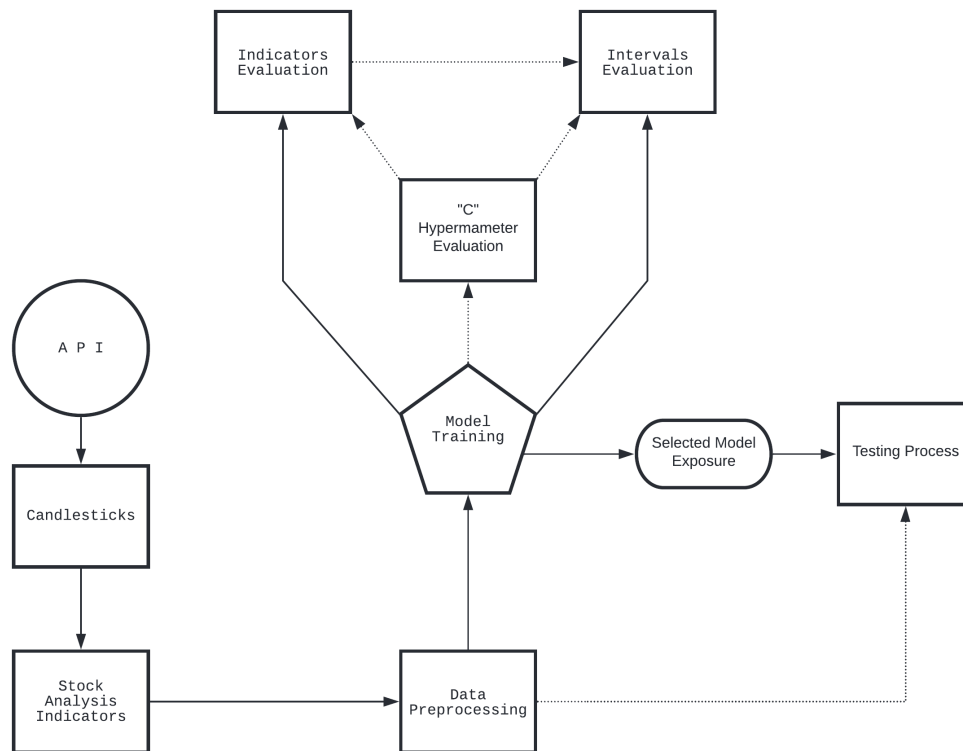 Indicators
Evaluation
Intervals
Evaluation
"C"
Hypermameter
Evaluation
A P I
Model
Training
Selected Model
Exposure
Testing Process
Candlesticks
Stock
Analysis
Indicators
Data
Preprocessing